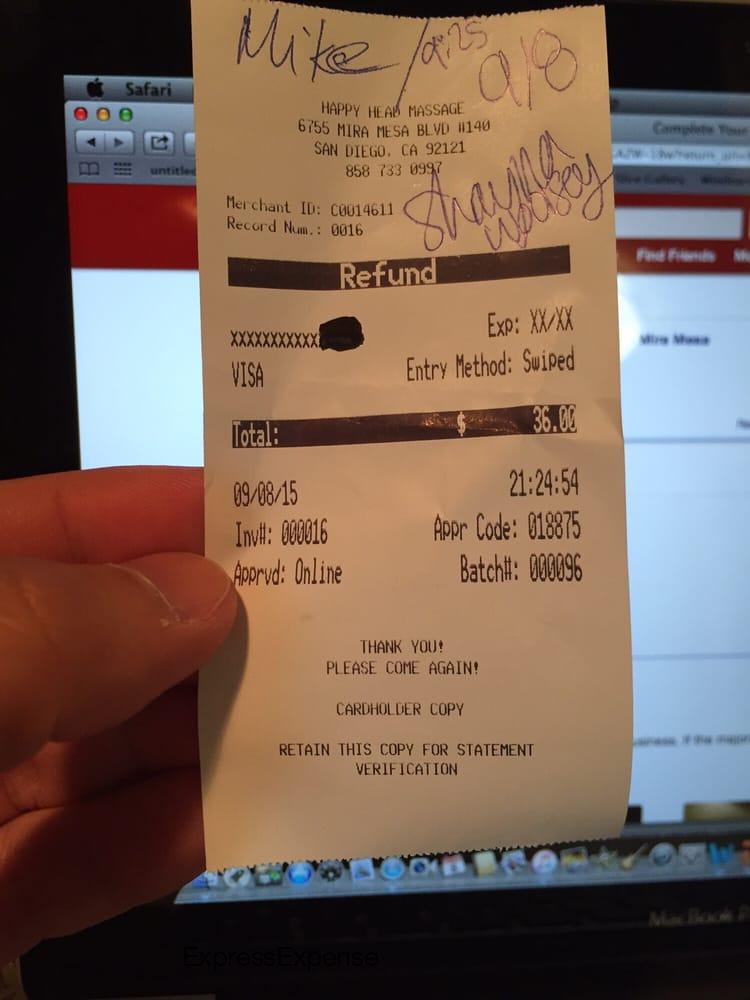 Mike / 9:25 9/8
Safari
Complete Your
HAPPY HEAD MASSAGE
6755 MIRA MESA BLVD #140
SAN DIEGO, CA 92121
858 733 0997
untitled
Shayna
Merchant ID: C0014611
Record Num.: 0016
Find Friends
Refund
Exp: XX/XX
XXXXXXXXXXX
Mira Mesa
VISA
Entry Method: Swiped
Total: $ 36.00
09/08/15 21:24:54
Inv#: 000016 Appr Code: 018875
Apprvd: Online Batch#: 000096
THANK YOU!
PLEASE COME AGAIN!
CARDHOLDER COPY
RETAIN THIS COPY FOR STATEMENT
VERIFICATION
MacBook P
ExpressExpense